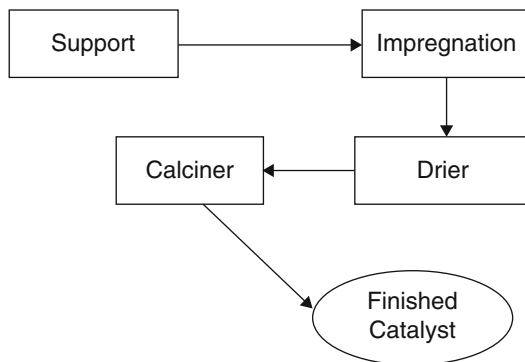 Support
Impregnation
Calciner
Drier
Finished
Catalyst